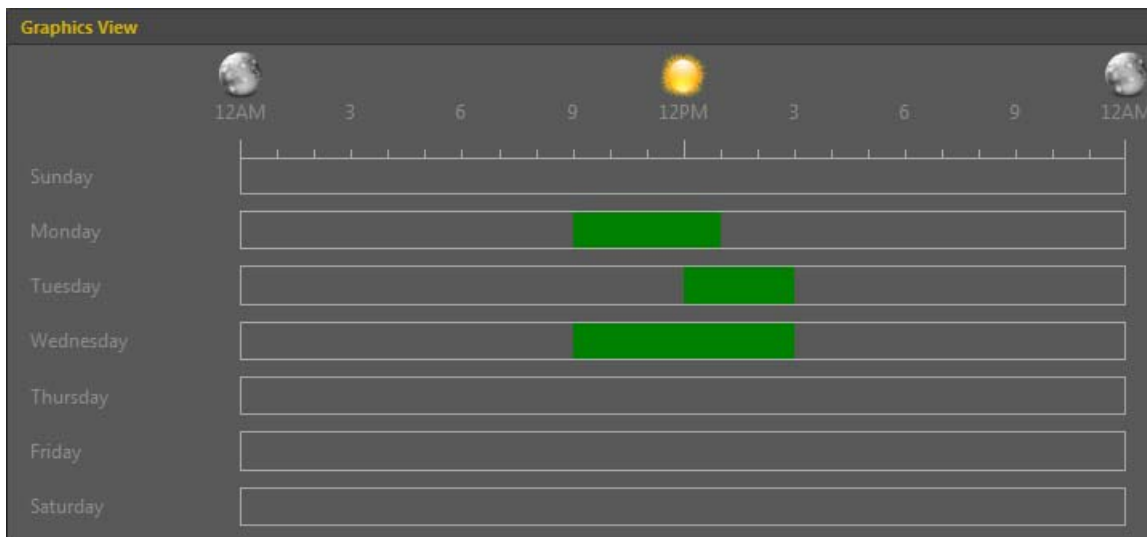 Graphics View
12AM 3 6 9 12PM 3 6 9 12AM
Sunday
Monday
Tuesday
Wednesday
Thursday
Friday
Saturday